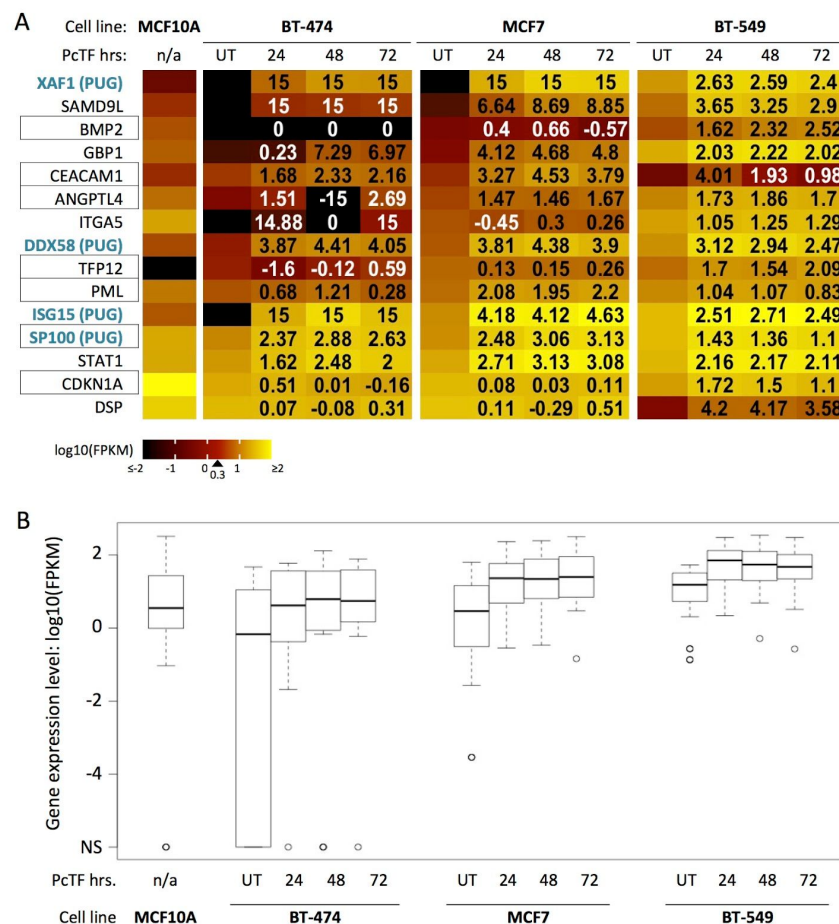 A
Cell line: MCF10A BT-474 MCF7 BT-549
PcTF hrs: n/a UT 24 48 72 UT 24 48 72 UT 24 48 72
XAF1 (PUG) 15 15 15 15 15 15 2.63 2.59 2.4
SAMD9L 15 15 15 6.64 8.69 8.85 3.65 3.25 2.9
BMP2 0 0 0 0.4 0.66 -0.57 1.62 2.32 2.52
GBP1 0.23 7.29 6.97 4.12 4.68 4.8 2.03 2.22 2.02
CEACAM1 1.68 2.33 2.16 3.27 4.53 3.79 4.01 1.93 0.98
ANGPTL4 1.51 -15 2.69 1.47 1.46 1.67 1.73 1.86 1.7
ITGA5 14.88 0 15 -0.45 0.3 0.26 1.05 1.25 1.29
DDX58 (PUG) 3.87 4.41 4.05 3.81 4.38 3.9 3.12 2.94 2.47
TFP12 -1.6 -0.12 0.59 0.13 0.15 0.26 1.7 1.54 2.09
PML 0.68 1.21 0.28 2.08 1.95 2.2 1.04 1.07 0.83
ISG15 (PUG) 15 15 15 4.18 4.12 4.63 2.51 2.71 2.49
SP100 (PUG) 2.37 2.88 2.63 2.48 3.06 3.13 1.43 1.36 1.1
STAT1 1.62 2.48 2 2.71 3.13 3.08 2.16 2.17 2.11
CDKN1A 0.51 0.01 -0.16 0.08 0.03 0.11 1.72 1.5 1.1
DSP 0.07 -0.08 0.31 0.11 -0.29 0.51 4.2 4.17 3.58
log10(FPKM)
≤-2 -1 0 0.3 1 ≥2
B
Gene expression level: log10(FPKM)
2
0
-2
-4
NS
PcTF hrs. n/a UT 24 48 72 UT 24 48 72 UT 24 48 72
Cell line MCF10A BT-474 MCF7 BT-549